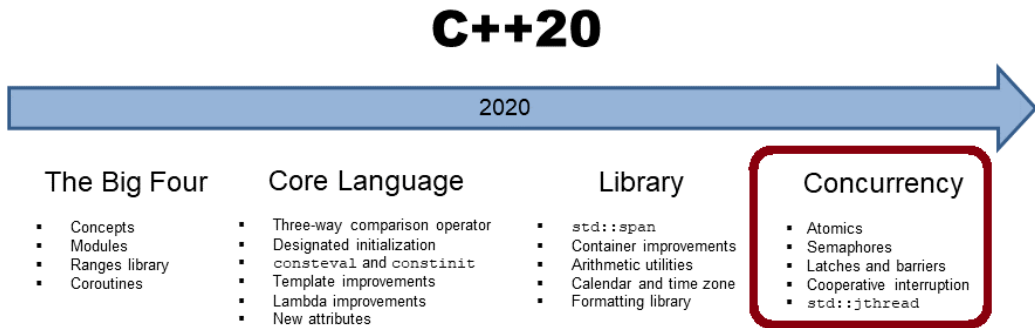 C++20
2020
The Big Four
▪ Concepts
▪ Modules
▪ Ranges library
▪ Coroutines
Core Language
▪ Three-way comparison operator
▪ Designated initialization
▪ consteval and constinit
▪ Template improvements
▪ Lambda improvements
▪ New attributes
Library
▪ std::span
▪ Container improvements
▪ Arithmetic utilities
▪ Calendar and time zone
▪ Formatting library
Concurrency
▪ Atomics
▪ Semaphores
▪ Latches and barriers
▪ Cooperative interruption
▪ std::jthread